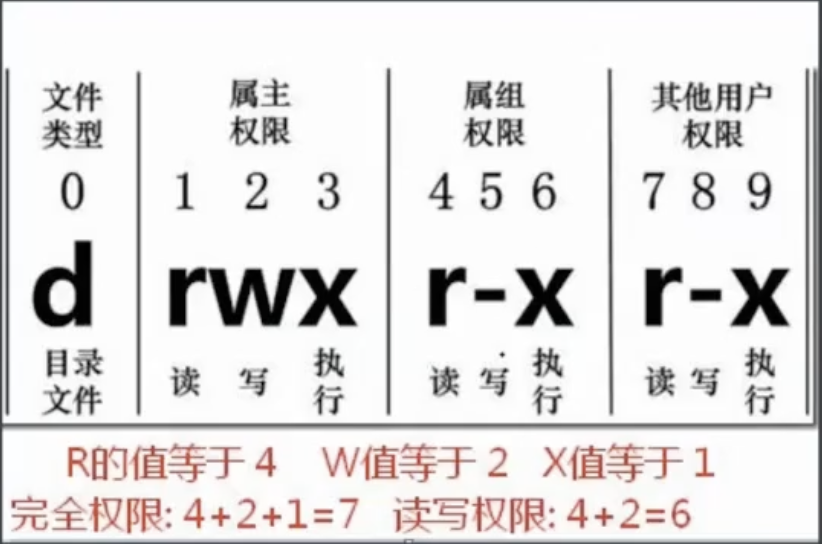 文件 属主 属组 其他用户
类型 权限 权限 权限
0 1 2 3 4 5 6 7 8 9
d rwx r-x r-x
目录 读 写 执 读 写 执 读 写 执
文件 行 行 行
R的值等于 4 W值等于 2 X值等于 1
完全权限: 4+2+1=7 读写权限: 4+2=6